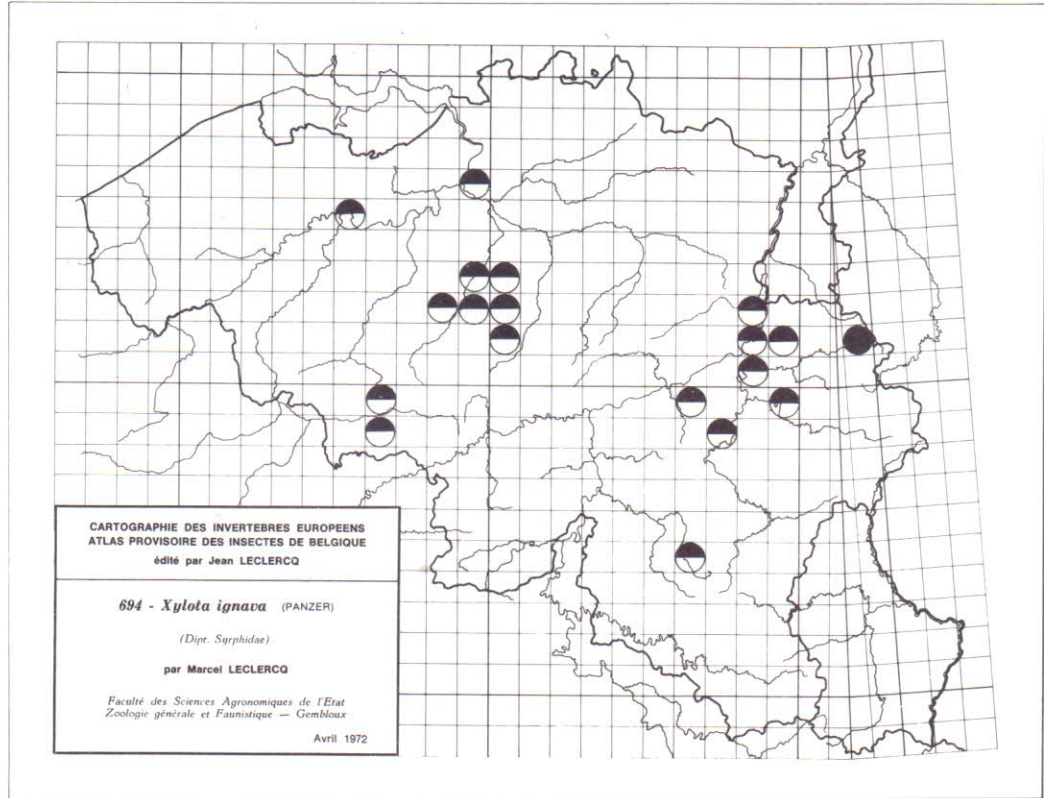 CARTOGRAPHIE DES INVERTEBRES EUROPEENS
ATLAS PROVISOIRE DES INSECTES DE BELGIQUE
édité par Jean LECLERCQ
694 - Xylota ignava (PANZER)
(Dipt. Syrphidae)
par Marcel LECLERCQ
Faculté des Sciences Agronomiques de l'Etat
Zoologie générale et Faunistique — Gembloux
Avril 1972